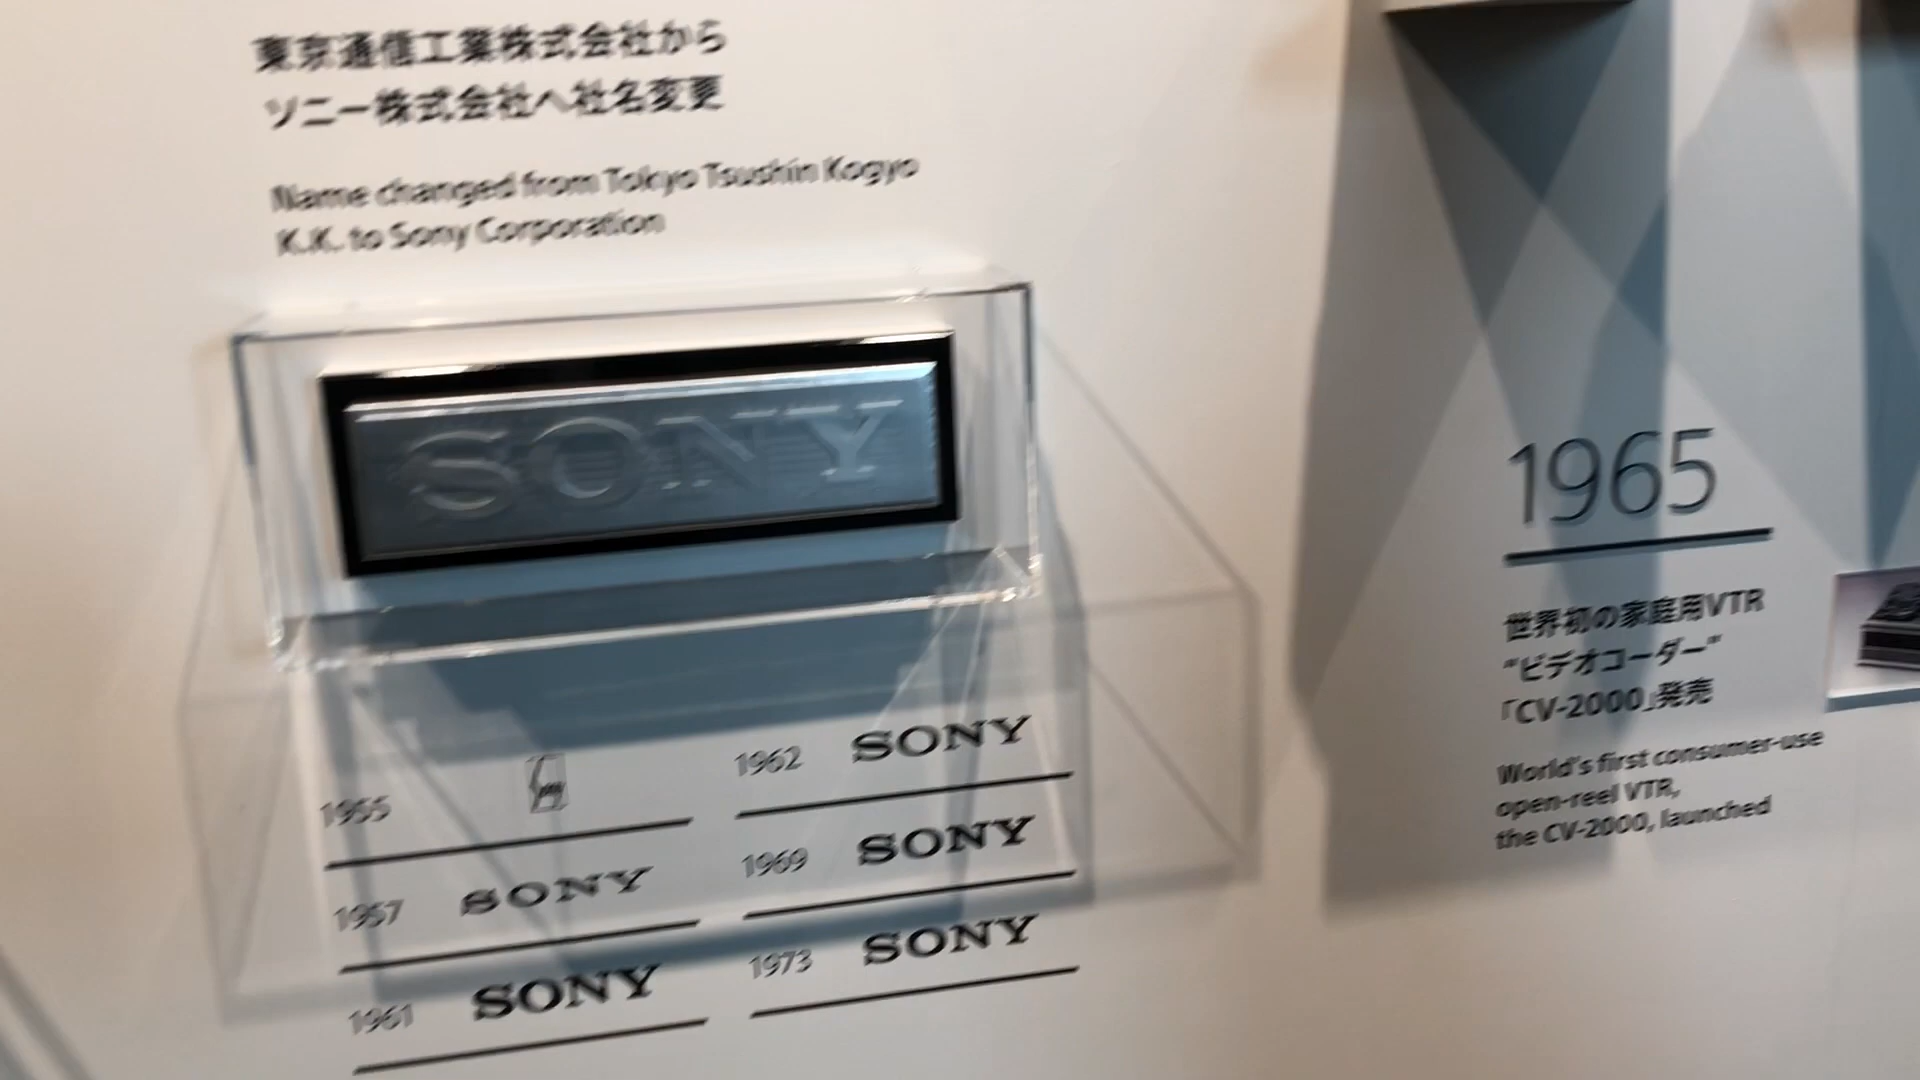 東京通信工業株式会社から
ソニー株式会社へ社名変更
Name changed from Tokyo Tsushin Kogyo
K.K. to Sony Corporation
SONY
1955 Sony
1957 SONY
1961 SONY
1962 SONY
1969 SONY
1973 SONY
1965
世界初の家庭用VTR
“ビデオコーダー”
「CV-2000」発売
World's first consumer-use
open-reel VTR,
the CV-2000, launched